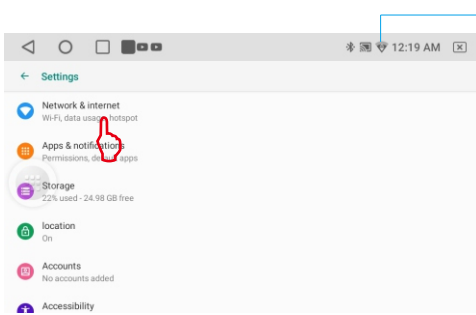 12:19 AM
Settings
Network & internet
Wi-Fi, data usage, hotspot
Apps & notifications
Permissions, default apps
Storage
22% used - 24.98 GB free
location
On
Accounts
No accounts added
Accessibility